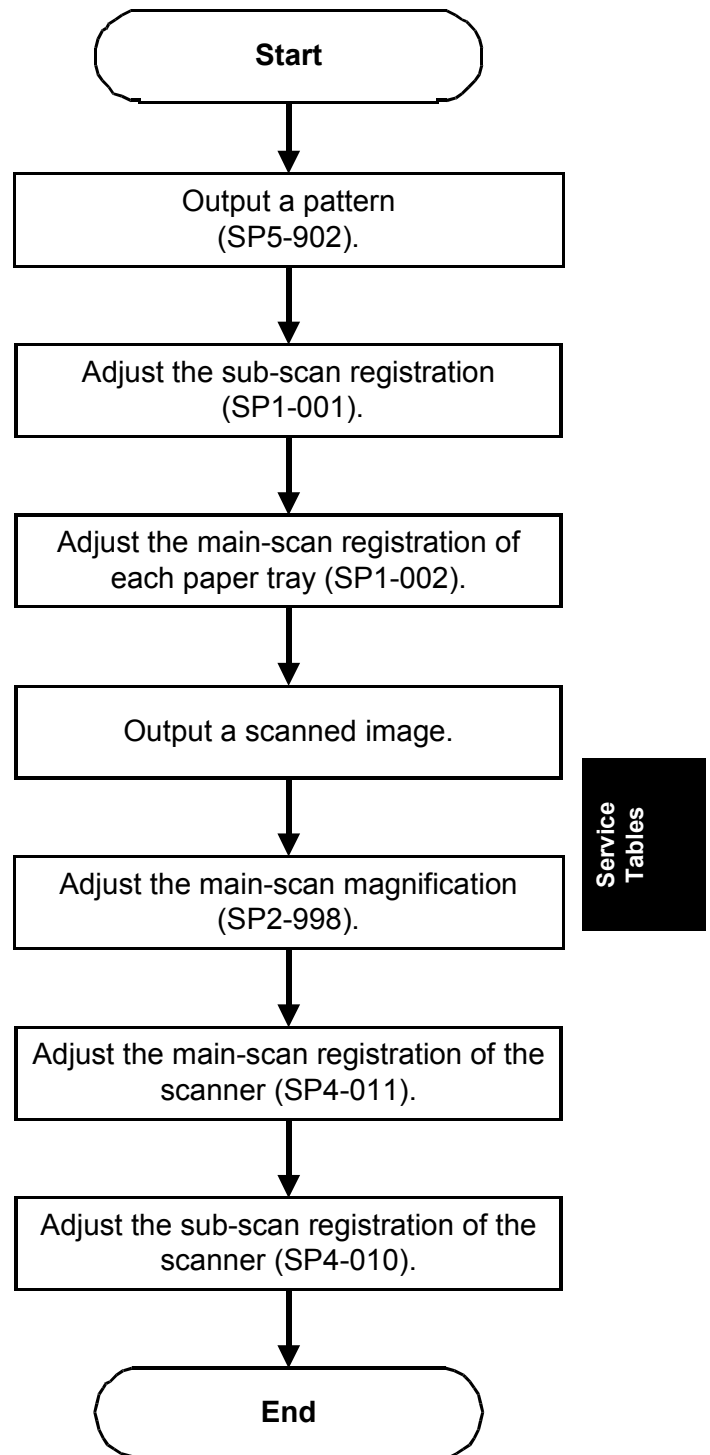 Start
Output a pattern
(SP5-902).
Adjust the sub-scan registration
(SP1-001).
Adjust the main-scan registration of
each paper tray (SP1-002).
Output a scanned image.
Adjust the main-scan magnification
(SP2-998).
Adjust the main-scan registration of the
scanner (SP4-011).
Adjust the sub-scan registration of the
scanner (SP4-010).
End
Service
Tables